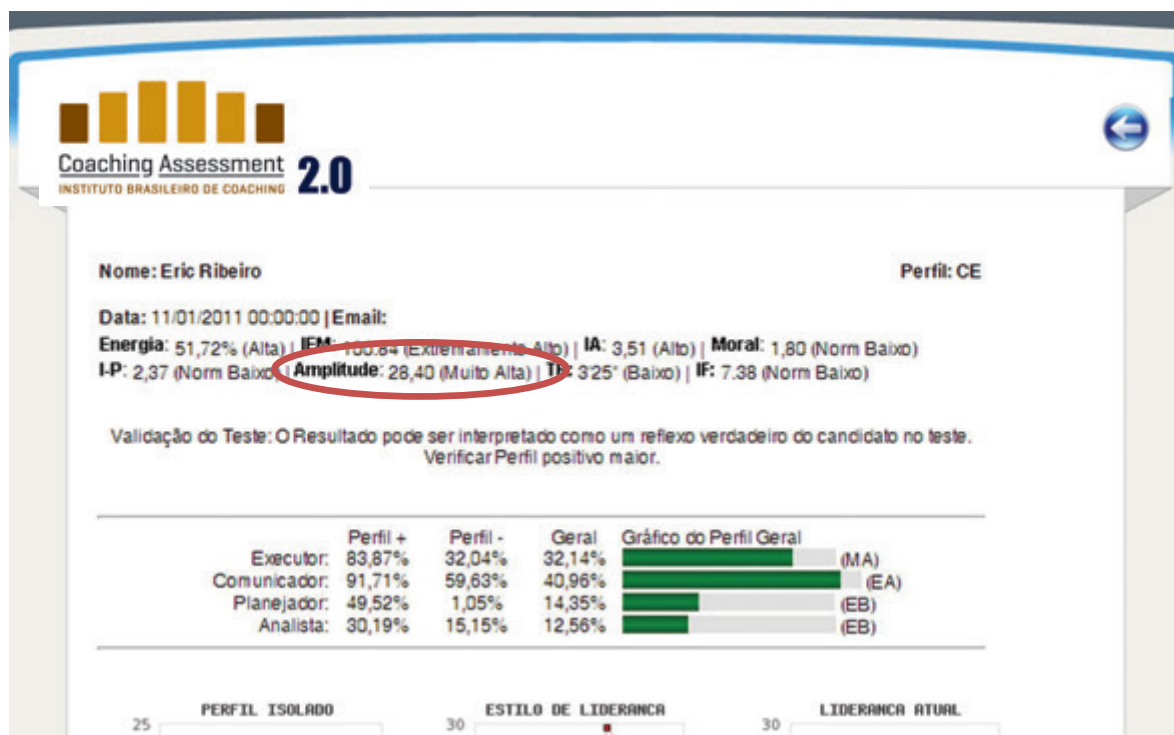 Coaching Assessment 2.0
INSTITUTO BRASILEIRO DE COACHING
Nome: Eric Ribeiro Perfil: CE
Data: 11/01/2011 00:00:00 | Email:
Energia: 51,72% (Alta) | IEM: 100.84 (Extremamente Alto) | IA: 3,51 (Alto) | Moral: 1,80 (Norm Baixo)
I-P: 2,37 (Norm Baixo) | Amplitude: 28,40 (Muito Alta) | 3'25" (Baixo) | IF: 7.38 (Norm Baixo)
Validação do Teste: O Resultado pode ser interpretado como um reflexo verdadeiro do candidato no teste.
Verificar Perfil positivo maior.
Perfil + Perfil - Geral Gráfico do Perfil Geral
Executor: 83,87% 32,04% 32,14% (MA)
Comunicador: 91,71% 59,63% 40,96% (EA)
Planejador: 49,52% 1,05% 14,35% (EB)
Analista: 30,19% 15,15% 12,56% (EB)
PERFIL ISOLADO ESTILO DE LIDERANCA LIDERANCA ATUAL
25 30 30